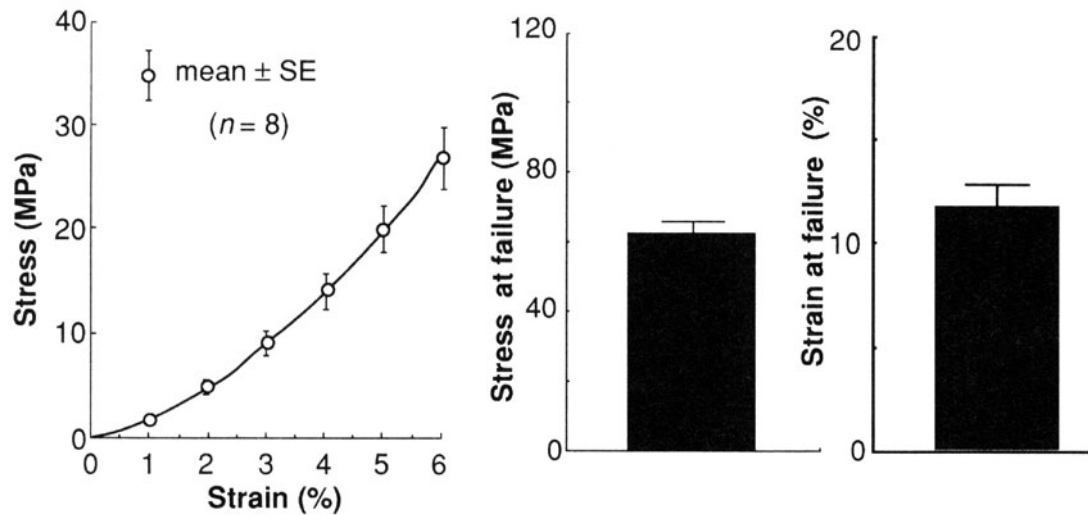 40
30
20
10
0
Stress (MPa)
mean ± SE
(n = 8)
0 1 2 3 4 5 6
Strain (%)
120
80
40
0
Stress at failure (MPa)
20
10
0
Strain at failure (%)